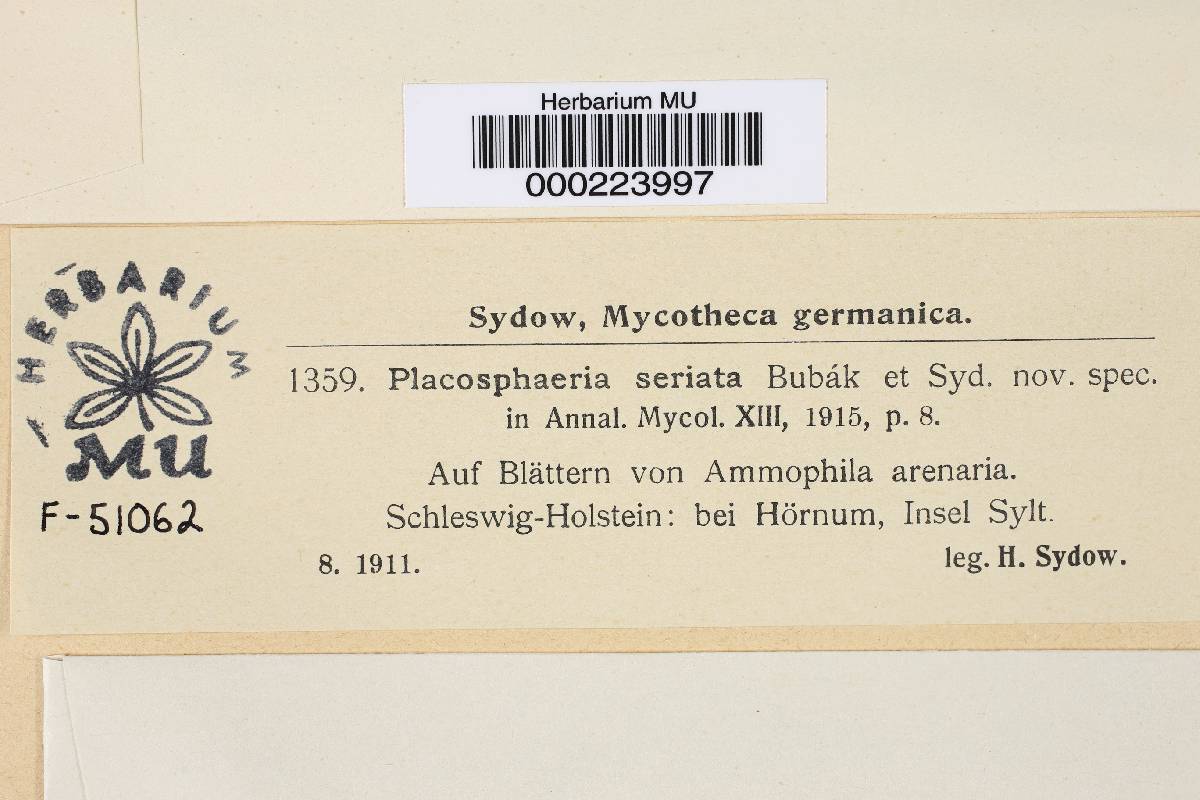 Herbarium MU
000223997
HERBARIUM
MU
F-51062
Sydow, Mycotheca germanica.
1359. Placosphaeria seriata Bubák et Syd. nov. spec.
in Annal. Mycol. XIII, 1915, p. 8.
Auf Blättern von Ammophila arenaria.
Schleswig-Holstein: bei Hörnum, Insel Sylt.
8. 1911.
leg. H. Sydow.